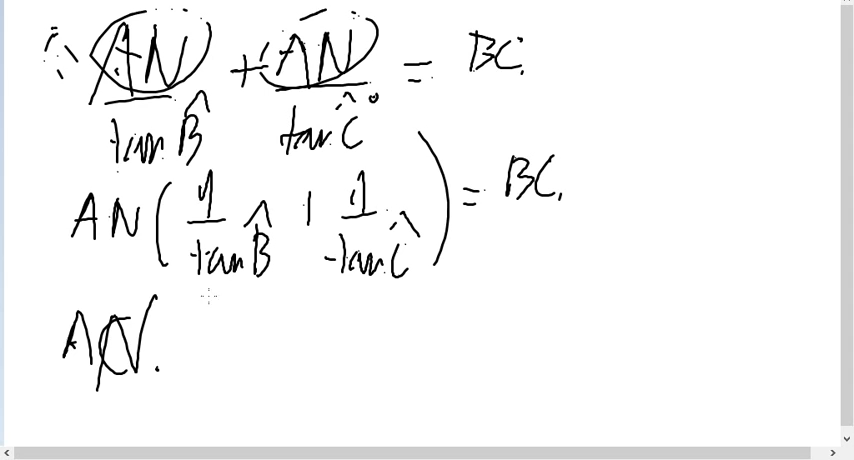 ∴ AN/tan B̂ + AN/tan Ĉ = BC.
AN(1/tan B̂ + 1/tan Ĉ) = BC.
AN.